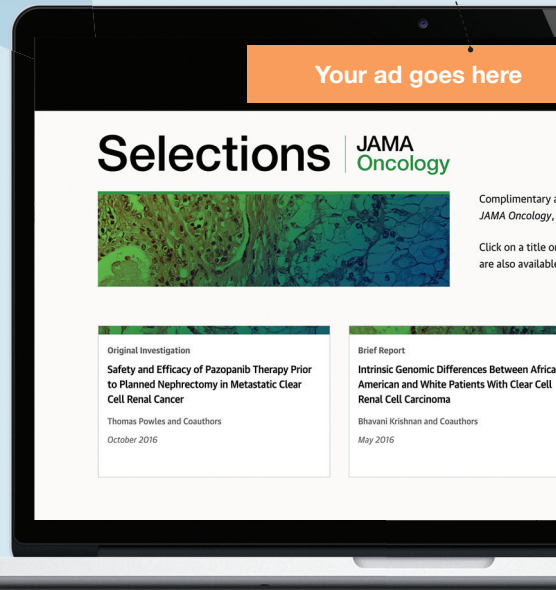 Your ad goes here
Selections
JAMA
Oncology
Complimentary a
JAMA Oncology,
Click on a title or
are also available
Original Investigation
Safety and Efficacy of Pazopanib Therapy Prior
to Planned Nephrectomy in Metastatic Clear
Cell Renal Cancer
Thomas Powles and Coauthors
October 2016
Brief Report
Intrinsic Genomic Differences Between Africa
American and White Patients With Clear Cell
Renal Cell Carcinoma
Bhavani Krishnan and Coauthors
May 2016